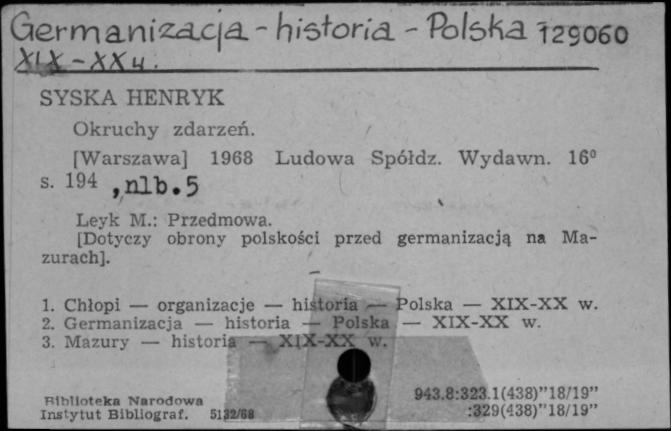 Germanizacja - historia - Polska 129060
XIX - XX w.
SYSKA HENRYK
Okruchy zdarzeń.
[Warszawa] 1968 Ludowa Spółdz. Wydawn. 16⁰
s. 194 , nlb. 5
Leyk M.: Przedmowa.
[Dotyczy obrony polskości przed germanizacją na Ma-
zurach].
1. Chłopi — organizacje — historia — Polska — XIX-XX w.
2. Germanizacja — historia — Polska — XIX-XX w.
3. Mazury — historia — XIX-XX w.
Biblioteka Narodowa
Instytut Bibliograf. 5132/68
943.8:323.1(438)"18/19"
:329(438)"18/19"